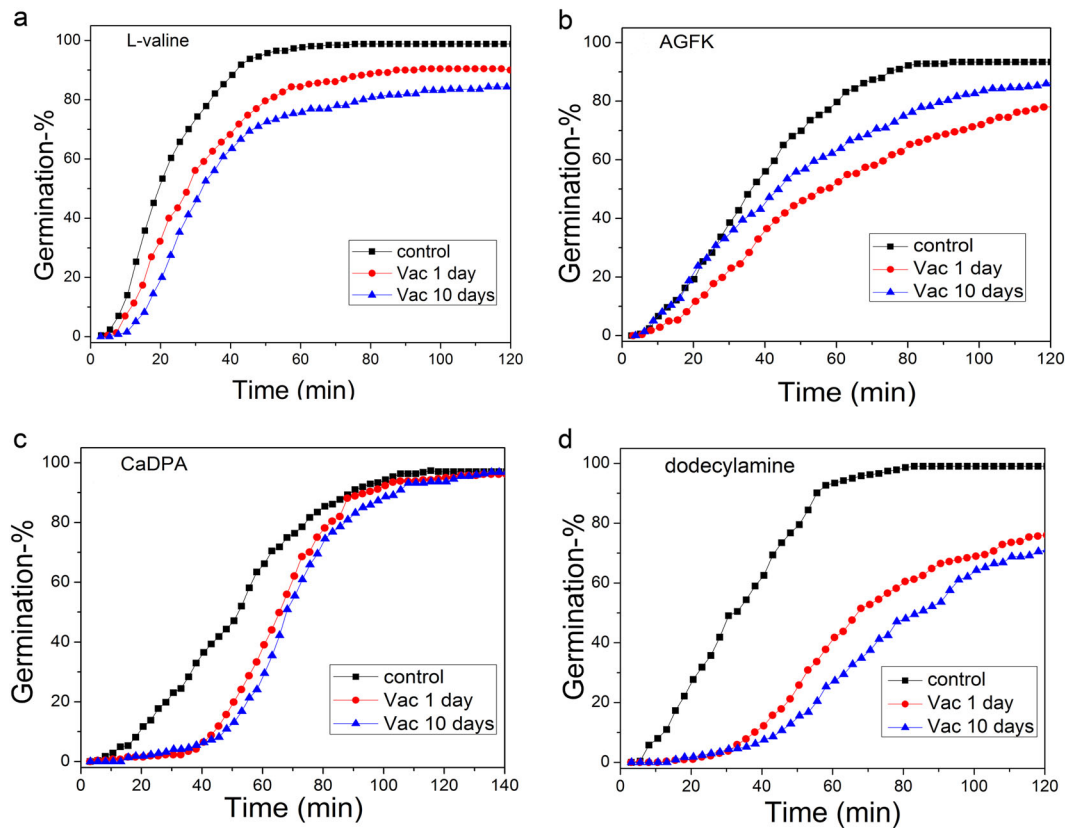 a
L-valine
Germination-%
100
80
60
40
20
0
0 20 40 60 80 100 120
Time (min)
control
Vac 1 day
Vac 10 days
b
AGFK
Germination-%
100
80
60
40
20
0
0 20 40 60 80 100 120
Time (min)
control
Vac 1 day
Vac 10 days
c
CaDPA
Germination-%
100
80
60
40
20
0
0 20 40 60 80 100 120 140
Time (min)
control
Vac 1 day
Vac 10 days
d
dodecylamine
Germination-%
100
80
60
40
20
0
0 20 40 60 80 100 120
Time (min)
control
Vac 1 day
Vac 10 days